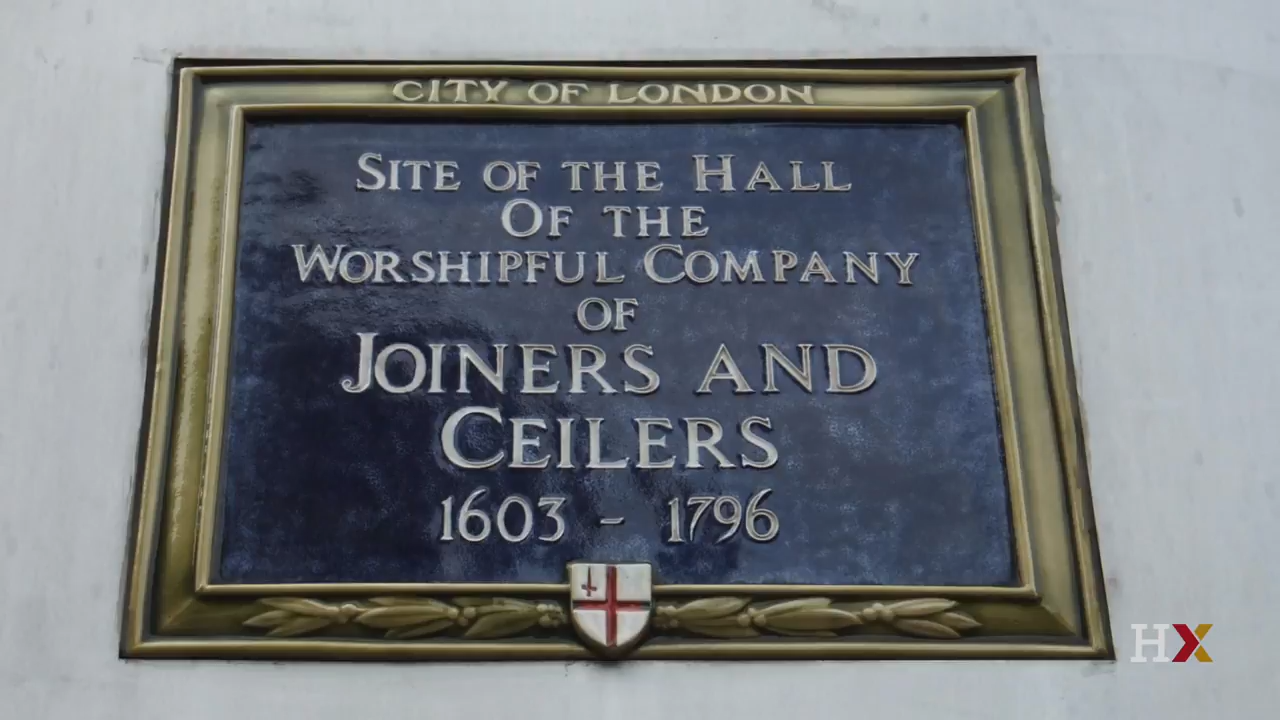 CITY OF LONDON
SITE OF THE HALL
OF THE
WORSHIPFUL COMPANY
OF
JOINERS AND
CEILERS
1603 - 1796
HX